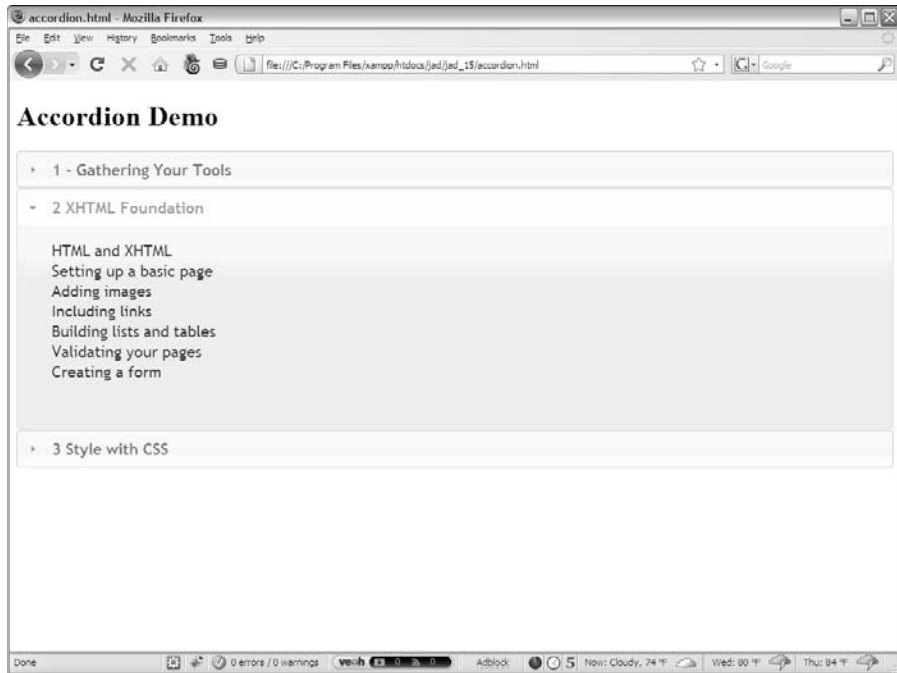 accordion.html - Mozilla Firefox
File Edit View History Bookmarks Tools Help
file:///C:/Program Files/xampp/htdocs/jad/jad_15/accordion.html
G Google
Accordion Demo
1 - Gathering Your Tools
2 XHTML Foundation
HTML and XHTML
Setting up a basic page
Adding images
Including links
Building lists and tables
Validating your pages
Creating a form
3 Style with CSS
Done 0 errors / 0 warnings veoh 0 0 Adblock 5 Now: Cloudy, 74 °F Wed: 80 °F Thu: 84 °F